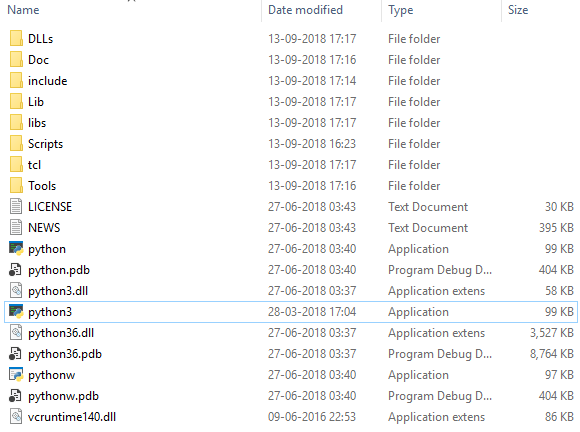 Name Date modified Type Size
DLLs 13-09-2018 17:17 File folder
Doc 13-09-2018 17:16 File folder
include 13-09-2018 17:14 File folder
Lib 13-09-2018 17:17 File folder
libs 13-09-2018 17:17 File folder
Scripts 13-09-2018 16:23 File folder
tcl 13-09-2018 17:17 File folder
Tools 13-09-2018 17:16 File folder
LICENSE 27-06-2018 03:43 Text Document 30 KB
NEWS 27-06-2018 03:43 Text Document 395 KB
python 27-06-2018 03:40 Application 99 KB
python.pdb 27-06-2018 03:40 Program Debug D... 404 KB
python3.dll 27-06-2018 03:37 Application extens 58 KB
python3 28-03-2018 17:04 Application 99 KB
python36.dll 27-06-2018 03:37 Application extens 3,527 KB
python36.pdb 27-06-2018 03:37 Program Debug D... 8,764 KB
pythonw 27-06-2018 03:40 Application 97 KB
pythonw.pdb 27-06-2018 03:40 Program Debug D... 404 KB
vcruntime140.dll 09-06-2016 22:53 Application extens 86 KB